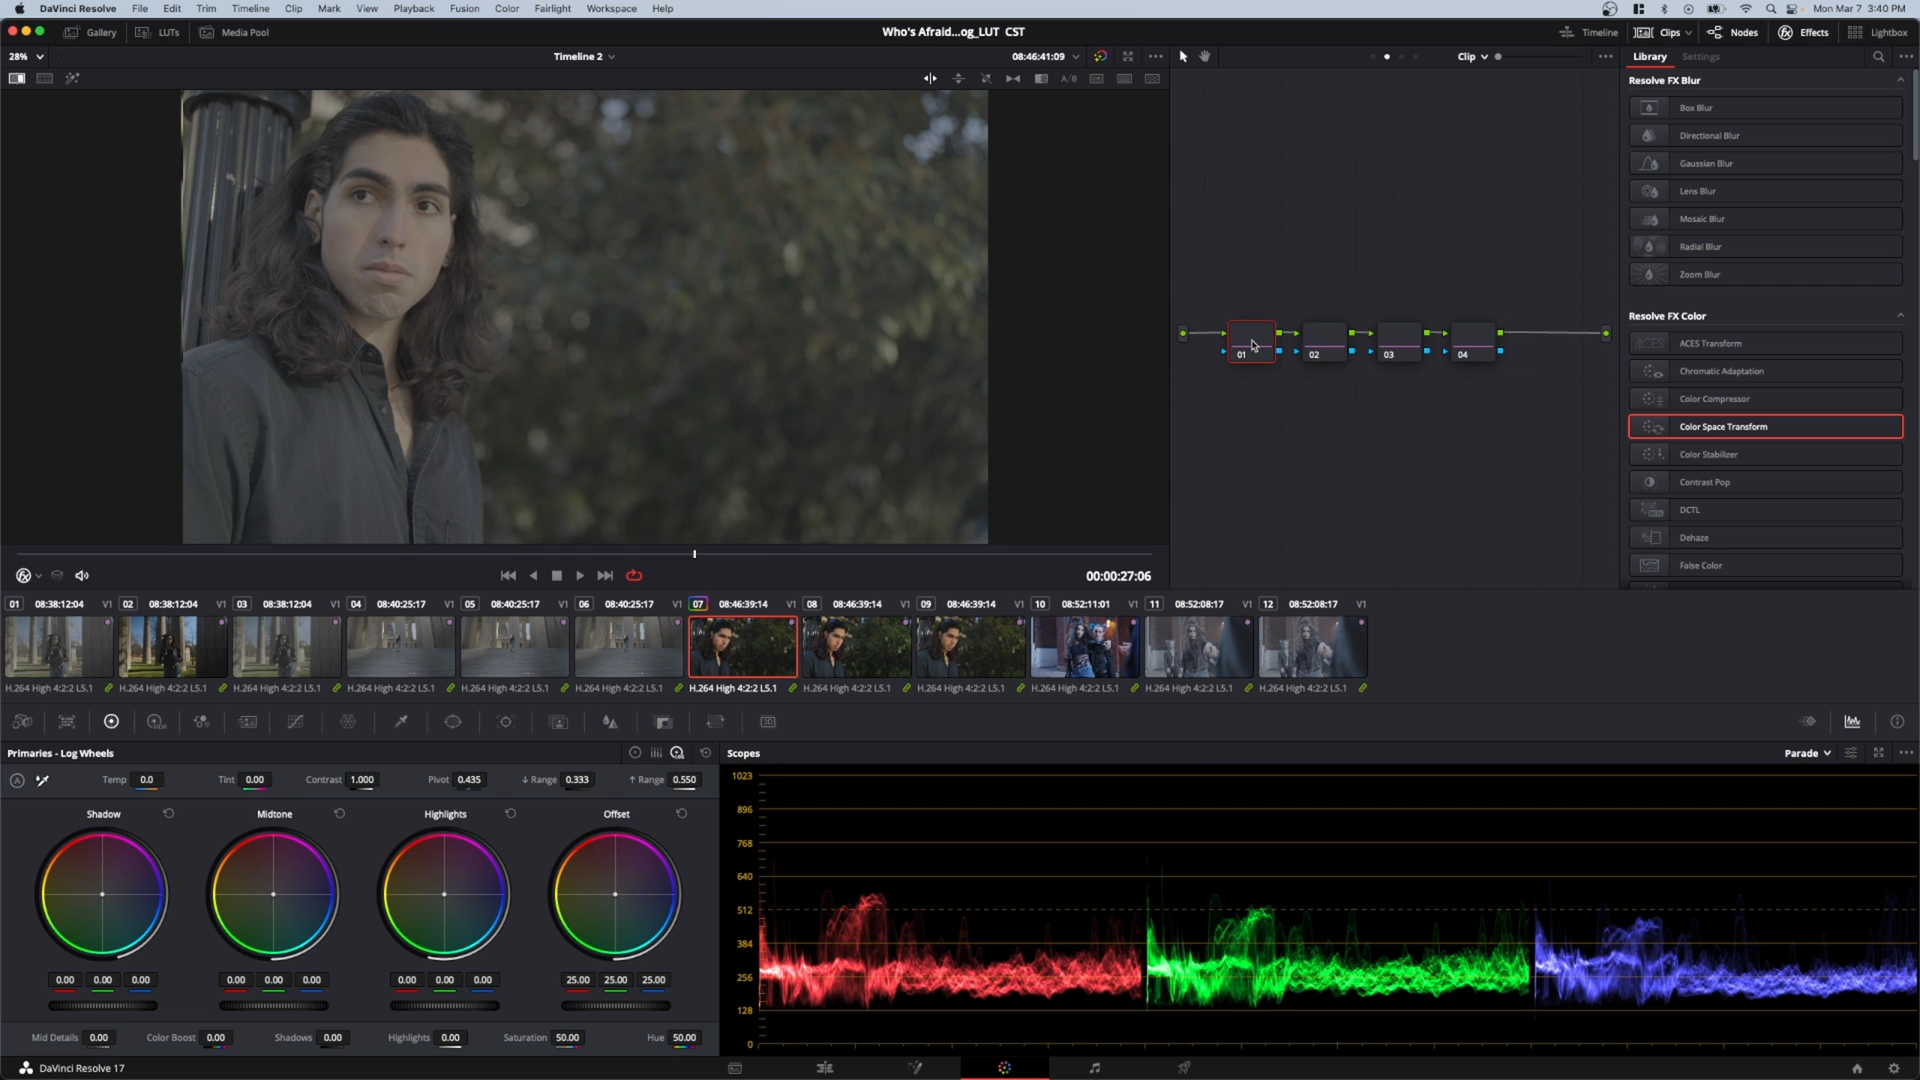 DaVinci Resolve File Edit Trim Timeline Clip Mark View Playback Fusion Color Fairlight Workspace Help Mon Mar 7 3:40 PM
Gallery LUTs Media Pool Who's Afraid...og_LUT CST Timeline Clips Nodes Effects Lightbox
28% Timeline 2 08:46:41:09 Clip Library Settings
A/B
Resolve FX Blur
Box Blur
Directional Blur
Gaussian Blur
Lens Blur
Mosaic Blur
Radial Blur
Zoom Blur
Resolve FX Color
ACES ACES Transform
Chromatic Adaptation
Color Compressor
Color Space Transform
Color Stabilizer
Contrast Pop
DCTL
Dehaze
False Color
01 02 03 04
00:00:27:06
01 08:38:12:04 V1 02 08:38:12:04 V1 03 08:38:12:04 V1 04 08:40:25:17 V1 05 08:40:25:17 V1 06 08:40:25:17 V1 07 08:46:39:14 V1 08 08:46:39:14 V1 09 08:46:39:14 V1 10 08:52:11:01 V1 11 08:52:08:17 V1 12 08:52:08:17 V1
H.264 High 4:2:2 L5.1 H.264 High 4:2:2 L5.1 H.264 High 4:2:2 L5.1 H.264 High 4:2:2 L5.1 H.264 High 4:2:2 L5.1 H.264 High 4:2:2 L5.1 H.264 High 4:2:2 L5.1 H.264 High 4:2:2 L5.1 H.264 High 4:2:2 L5.1 H.264 High 4:2:2 L5.1 H.264 High 4:2:2 L5.1 H.264 High 4:2:2 L5.1
Primaries - Log Wheels
Temp 0.0 Tint 0.00 Contrast 1.000 Pivot 0.435 ↓ Range 0.333 ↑ Range 0.550
Shadow Midtone Highlights Offset
0.00 0.00 0.00 0.00 0.00 0.00 0.00 0.00 0.00 25.00 25.00 25.00
Mid Details 0.00 Color Boost 0.00 Shadows 0.00 Highlights 0.00 Saturation 50.00 Hue 50.00
Scopes Parade
1023
896
768
640
512
384
256
128
0
DaVinci Resolve 17